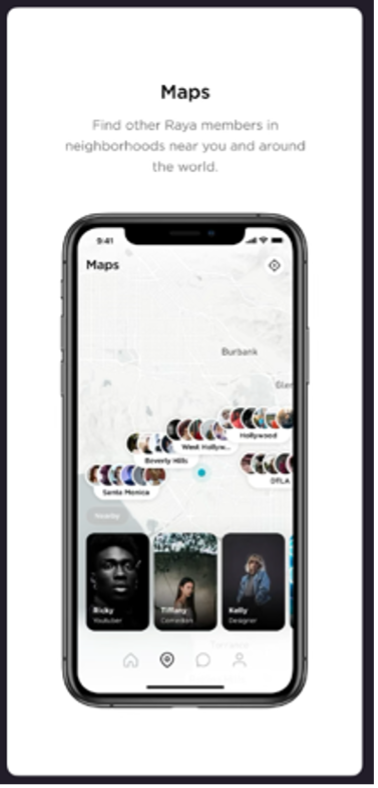 Maps
Find other Raya members in
neighborhoods near you and around
the world.
9:41
Maps
Burbank
Glen
Hollywood
West Hollyw...
Beverly Hills
DTLA
Santa Monica
Nearby
Ricky
Youtuber
Tiffany
Comedian
Kelly
Designer
Torrance